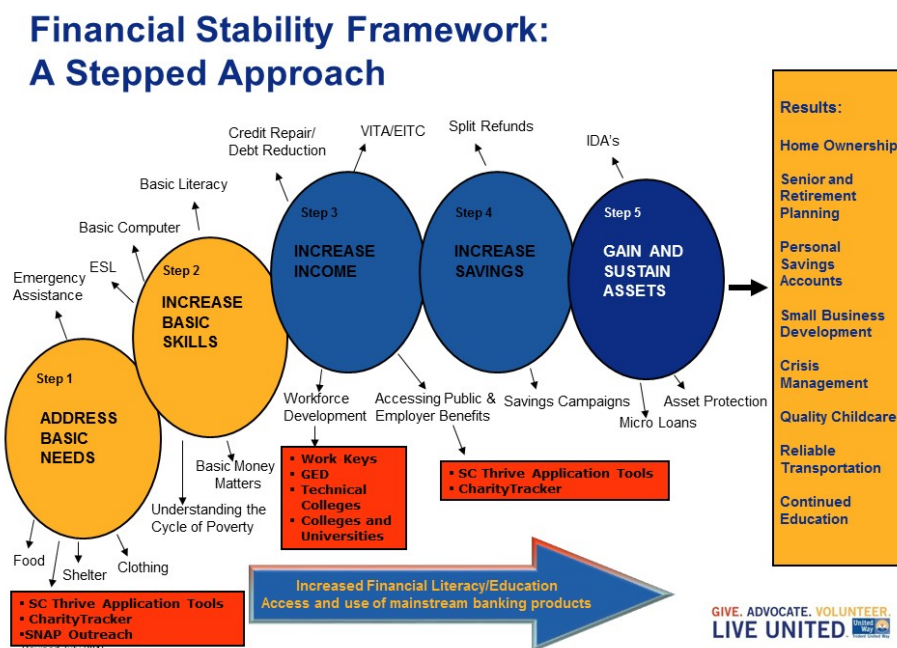 Financial Stability Framework:
A Stepped Approach
Credit Repair/
Debt Reduction
VITA/EITC
Split Refunds
IDA's
Basic Literacy
Basic Computer
ESL
Emergency
Assistance
Step 1
ADDRESS
BASIC
NEEDS
Step 2
INCREASE
BASIC
SKILLS
Step 3
INCREASE
INCOME
Step 4
INCREASE
SAVINGS
Step 5
GAIN AND
SUSTAIN
ASSETS
Food
Shelter
Clothing
▪ SC Thrive Application Tools
▪ CharityTracker
▪SNAP Outreach
Understanding the
Cycle of Poverty
Basic Money
Matters
Workforce
Development
▪ Work Keys
▪ GED
▪ Technical
Colleges
▪ Colleges and
Universities
Accessing Public &
Employer Benefits
▪ SC Thrive Application Tools
▪ CharityTracker
Savings Campaigns
Micro Loans
Asset Protection
Increased Financial Literacy/Education
Access and use of mainstream banking products
Results:
Home Ownership
Senior and
Retirement
Planning
Personal
Savings
Accounts
Small Business
Development
Crisis
Management
Quality Childcare
Reliable
Transportation
Continued
Education
GIVE. ADVOCATE. VOLUNTEER.
LIVE UNITED
United
Way
Trident United Way